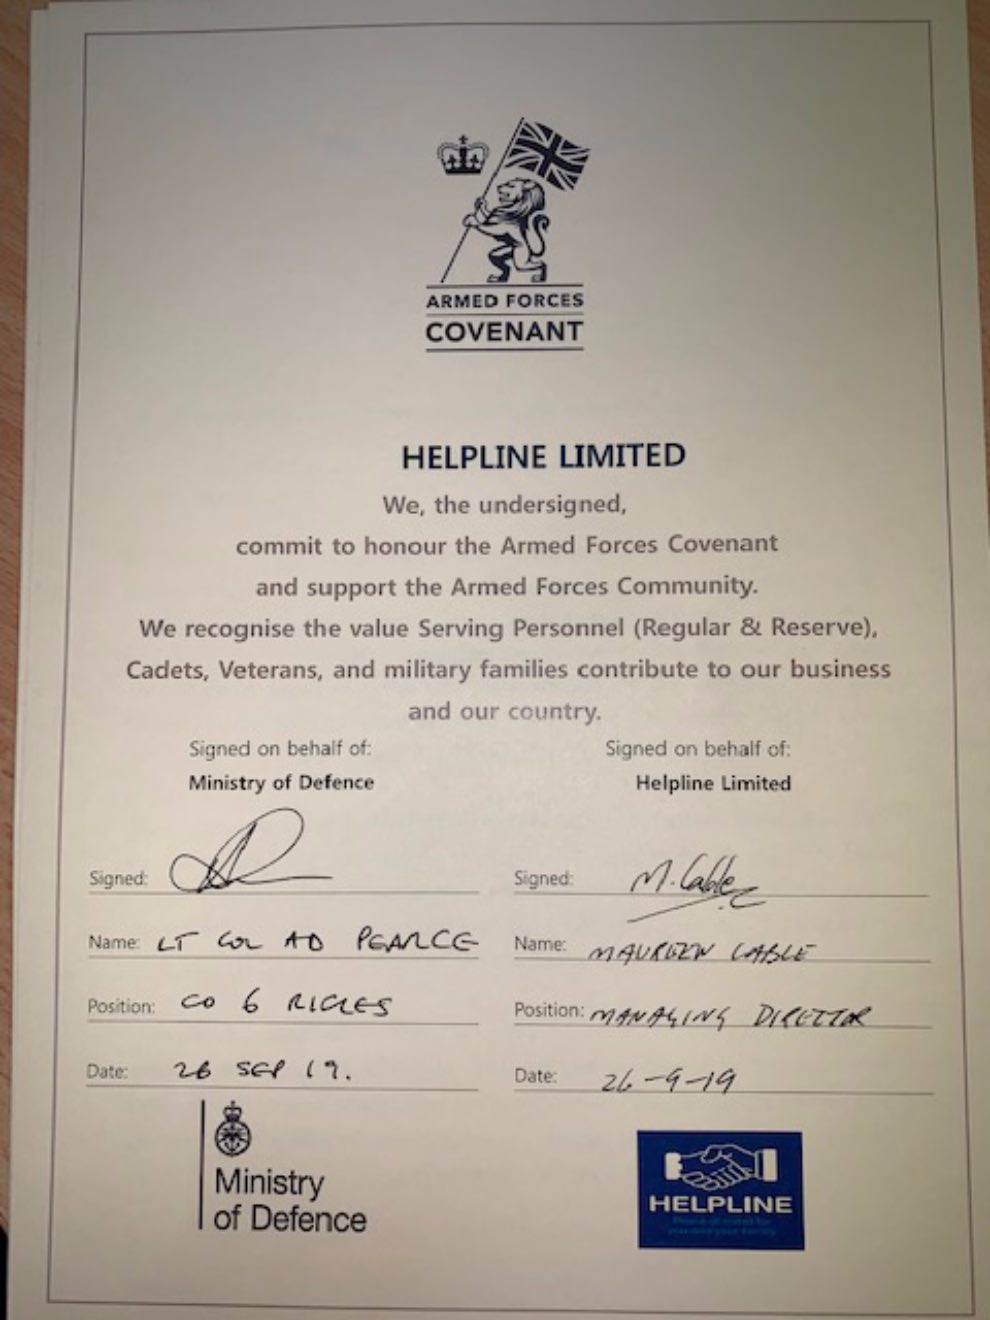 ARMED FORCES
COVENANT
HELPLINE LIMITED
We, the undersigned,
commit to honour the Armed Forces Covenant
and support the Armed Forces Community.
We recognise the value Serving Personnel (Regular & Reserve),
Cadets, Veterans, and military families contribute to our business
and our country.
Signed on behalf of:
Ministry of Defence
Signed:
Name: LT COL AD PEARCE
Position: CO 6 RIFLES
Date: 26 SEP 19.
Ministry
of Defence
Signed on behalf of:
Helpline Limited
Signed: M. Cable
Name: MAUREEN CABLE
Position: MANAGING DIRECTOR
Date: 26-9-19
HELPLINE